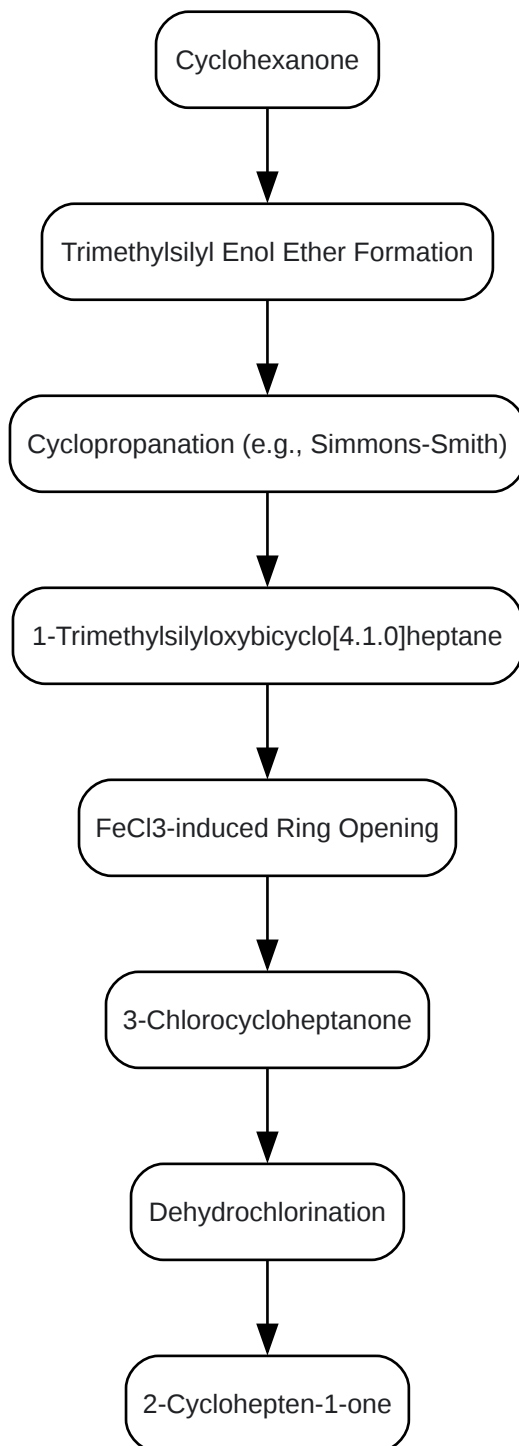 Cyclohexanone
Trimethylsilyl Enol Ether Formation
Cyclopropanation (e.g., Simmons-Smith)
1-Trimethylsilyloxybicyclo[4.1.0]heptane
FeCl3-induced Ring Opening
3-Chlorocycloheptanone
Dehydrochlorination
2-Cyclohepten-1-one